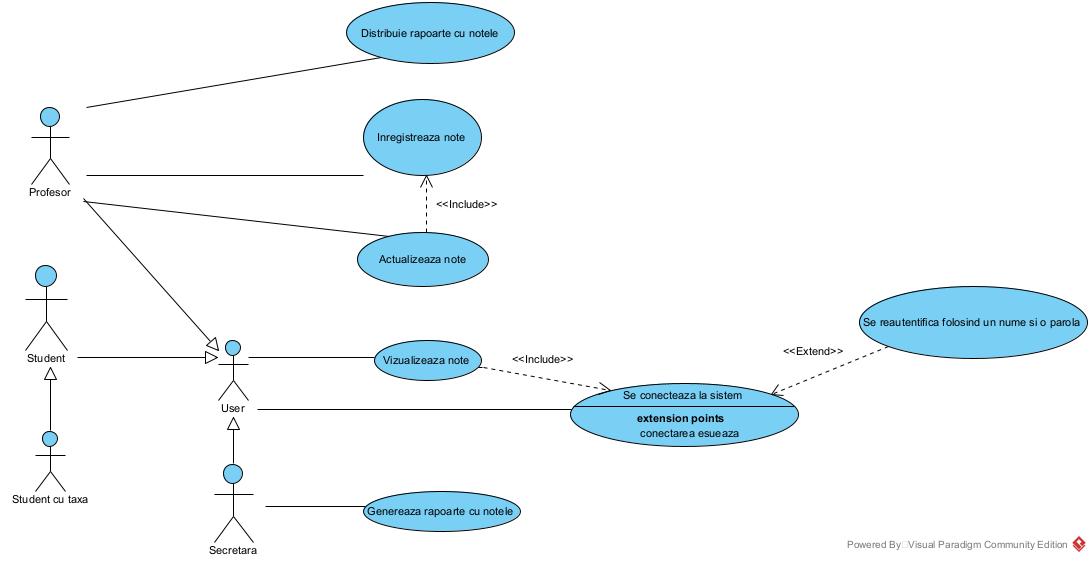 Distribuie rapoarte cu notele
Inregistreaza note
Profesor
<<Include>>
Actualizeaza note
Se reautentifica folosind un nume si o parola
Student
Vizualizeaza note
<<Include>>
<<Extend>>
Se conecteaza la sistem
User
extension points
conectarea esueaza
Student cu taxa
Genereaza rapoarte cu notele
Secretara
Powered By Visual Paradigm Community Edition